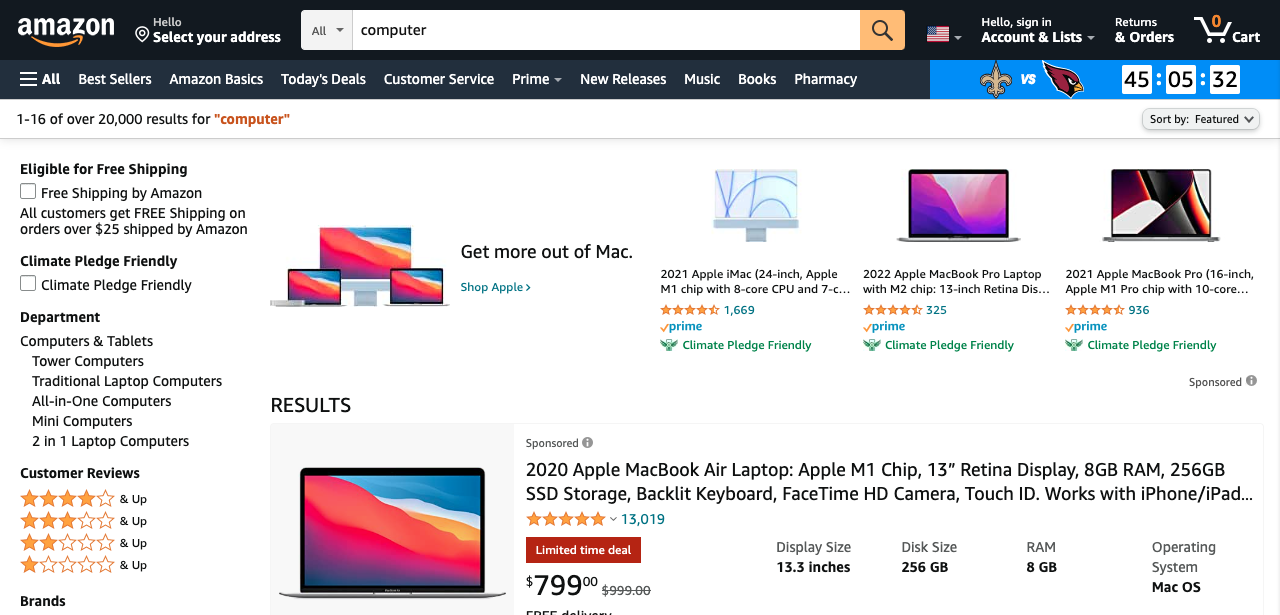 amazon
Hello
Select your address
All
computer
Hello, sign in
Account & Lists
Returns
& Orders
0
Cart
All
Best Sellers
Amazon Basics
Today's Deals
Customer Service
Prime
New Releases
Music
Books
Pharmacy
VS
45:05:32
1-16 of over 20,000 results for "computer"
Sort by: Featured
Eligible for Free Shipping
Free Shipping by Amazon
All customers get FREE Shipping on
orders over $25 shipped by Amazon
Climate Pledge Friendly
Climate Pledge Friendly
Department
Computers & Tablets
Tower Computers
Traditional Laptop Computers
All-in-One Computers
Mini Computers
2 in 1 Laptop Computers
Customer Reviews
& Up
& Up
& Up
& Up
Brands
Get more out of Mac.
Shop Apple ›
2021 Apple iMac (24-inch, Apple
M1 chip with 8-core CPU and 7-c...
1,669
prime
Climate Pledge Friendly
2022 Apple MacBook Pro Laptop
with M2 chip: 13-inch Retina Dis...
325
prime
Climate Pledge Friendly
2021 Apple MacBook Pro (16-inch,
Apple M1 Pro chip with 10-core...
936
prime
Climate Pledge Friendly
Sponsored
RESULTS
Sponsored
2020 Apple MacBook Air Laptop: Apple M1 Chip, 13” Retina Display, 8GB RAM, 256GB
SSD Storage, Backlit Keyboard, FaceTime HD Camera, Touch ID. Works with iPhone/iPad...
13,019
Limited time deal
$799.00 $999.00
FREE delivery
Display Size
13.3 inches
Disk Size
256 GB
RAM
8 GB
Operating
System
Mac OS